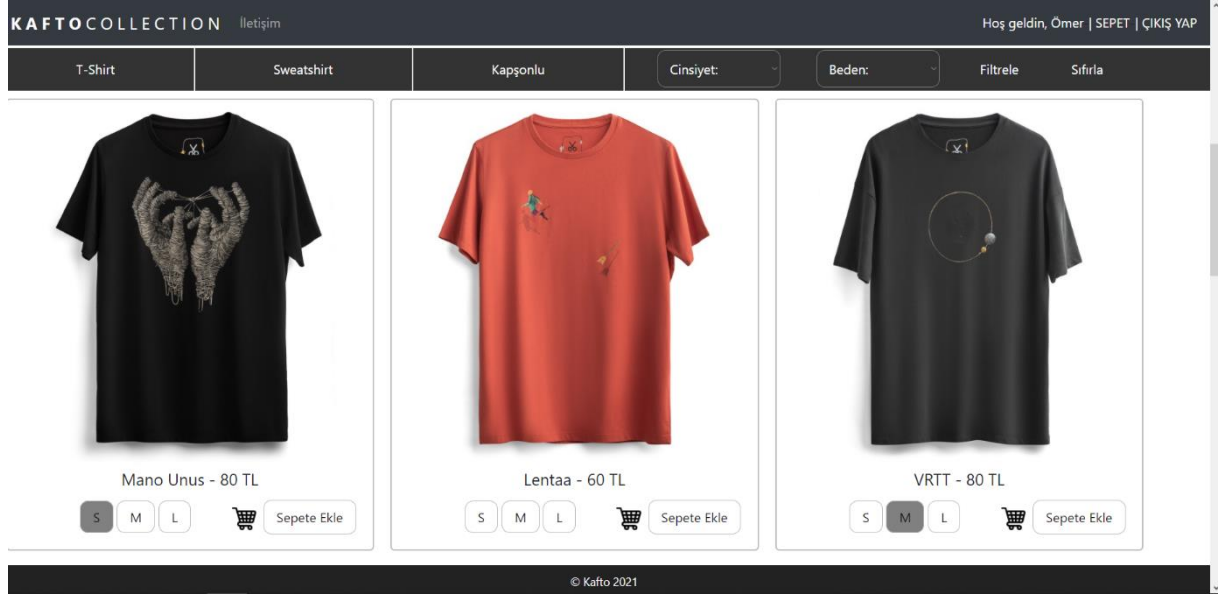 KAFTOCOLLECTION İletişim Hoş geldin, Ömer | SEPET | ÇIKIŞ YAP
T-Shirt Sweatshirt Kapşonlu Cinsiyet: Beden: Filtrele Sıfırla
Mano Unus - 80 TL Lentaa - 60 TL VRTT - 80 TL
S M L Sepete Ekle S M L Sepete Ekle S M L Sepete Ekle
© Kafto 2021